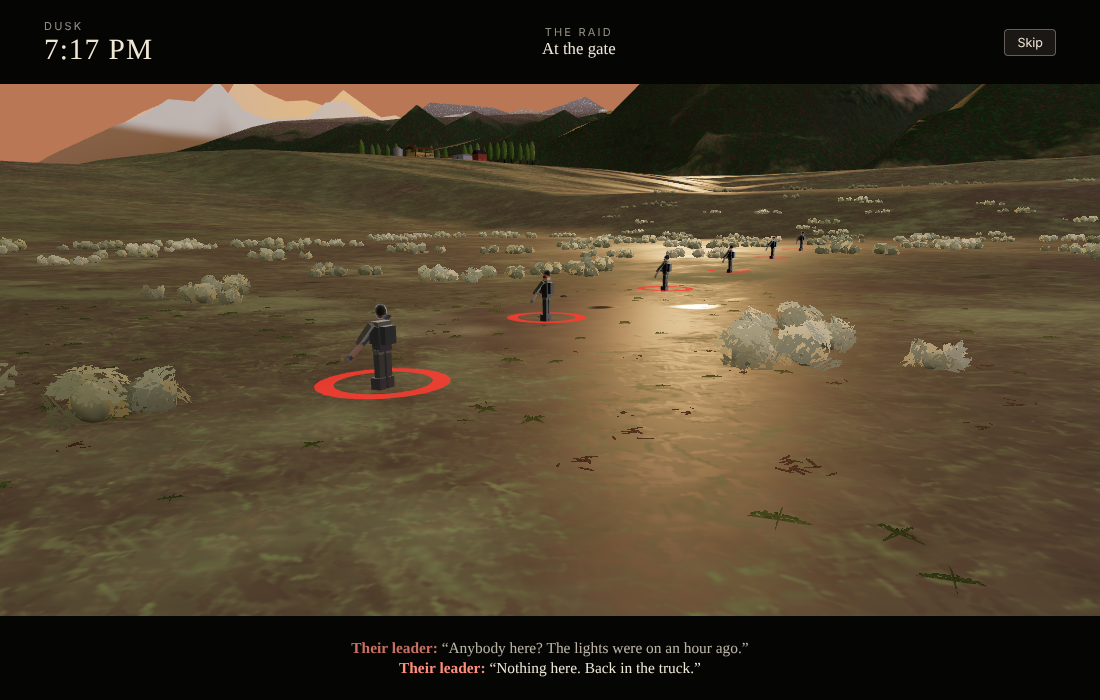 DUSK
7:17 PM
THE RAID
At the gate
Skip
Their leader: “Anybody here? The lights were on an hour ago.”
Their leader: “Nothing here. Back in the truck.”